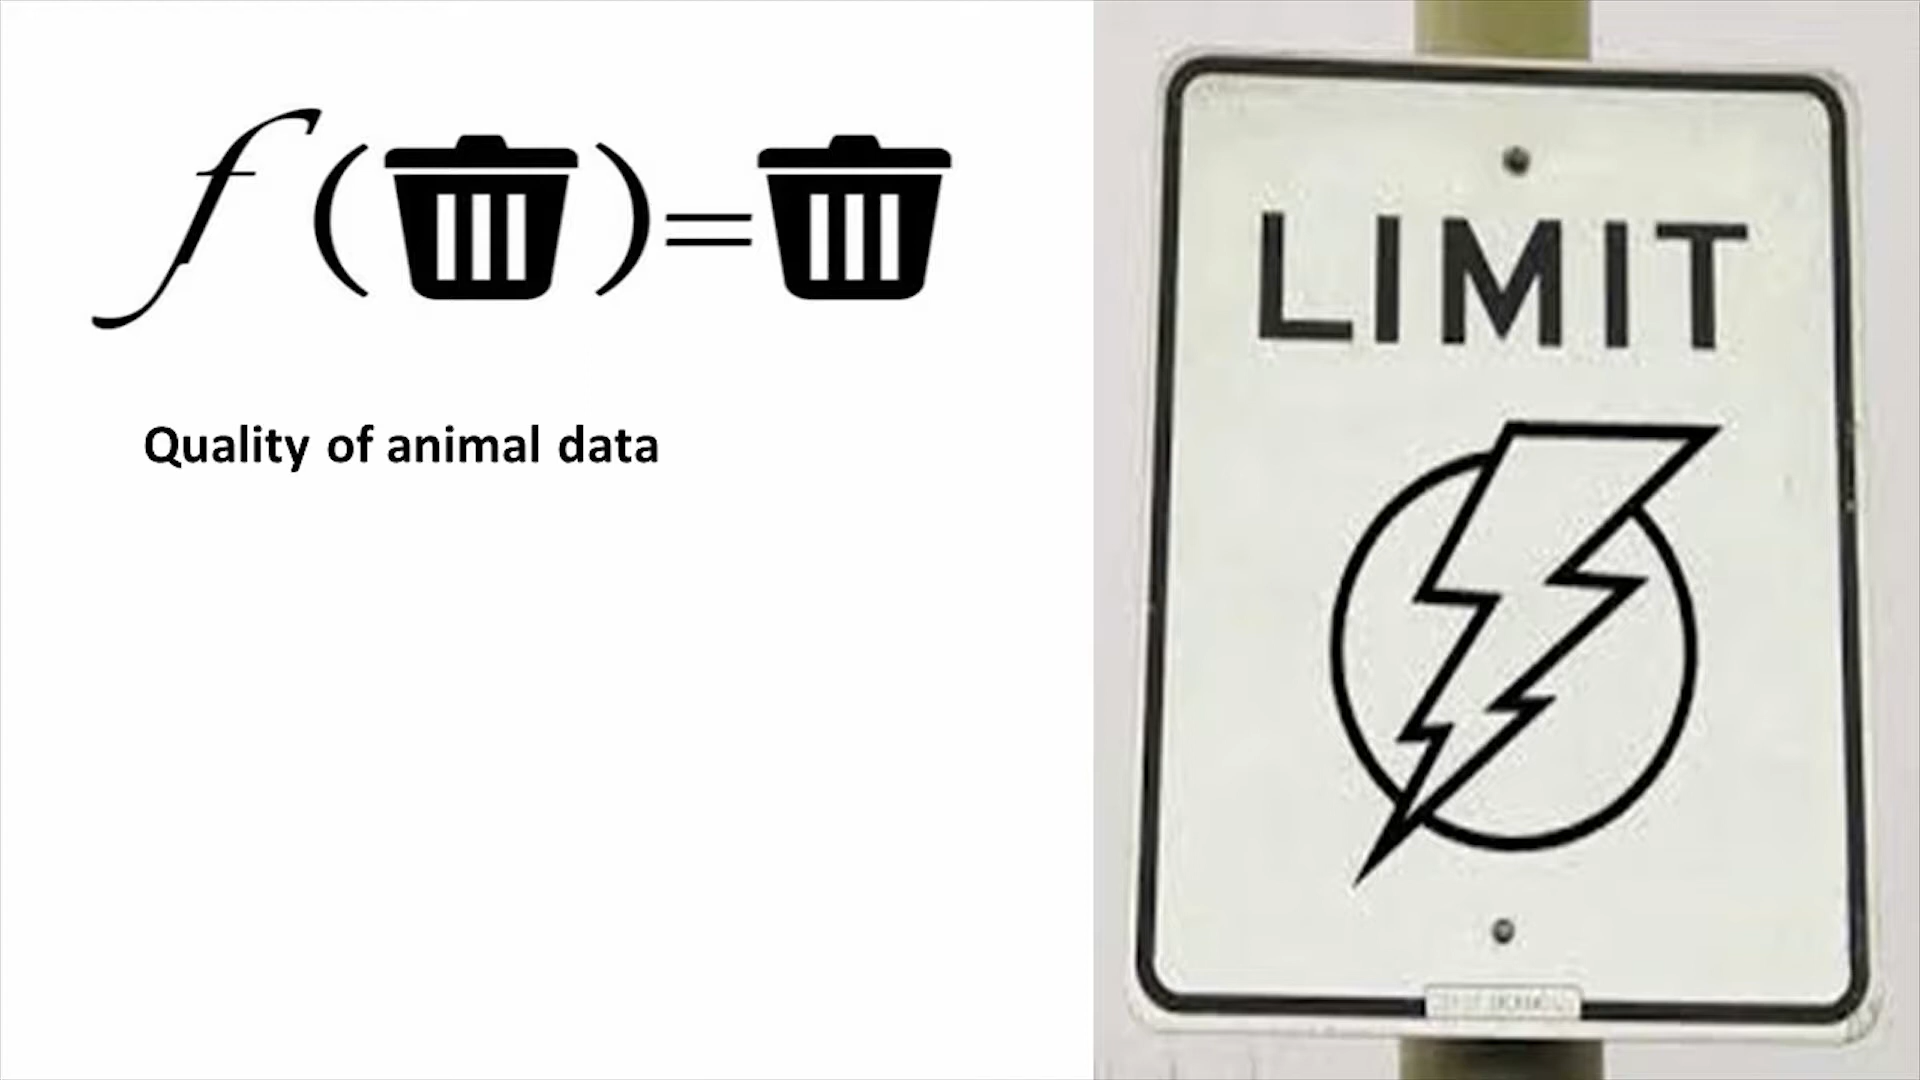 f ( ) =
Quality of animal data
LIMIT